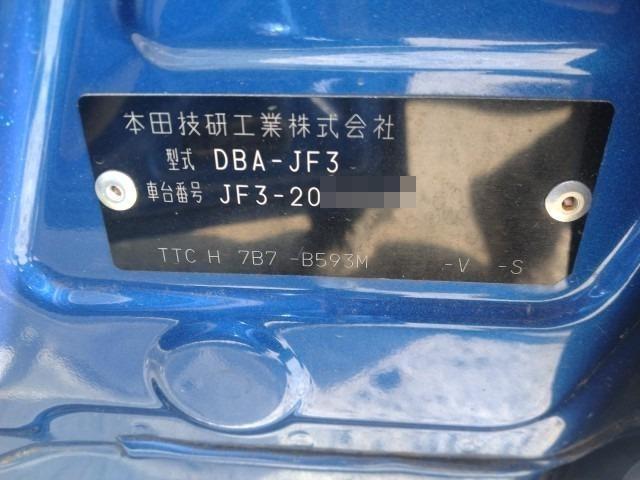 本田技研工業株式会社
型式 DBA-JF3
車台番号 JF3-20
TTC H 7B7 -B593M -V -S